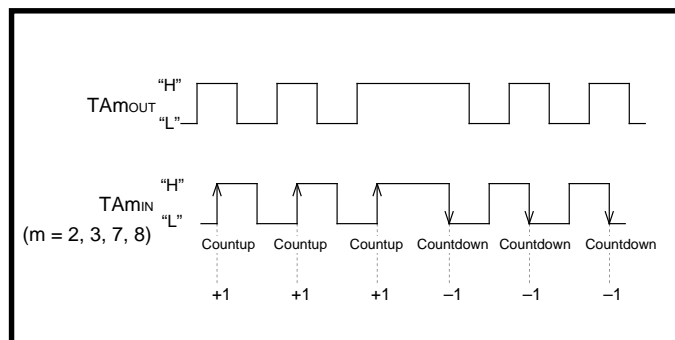 “H”
TAmOUT
“L”
“H”
TAmIN
“L”
(m = 2, 3, 7, 8)
Countup Countup Countup Countdown Countdown Countdown
+1 +1 +1 –1 –1 –1